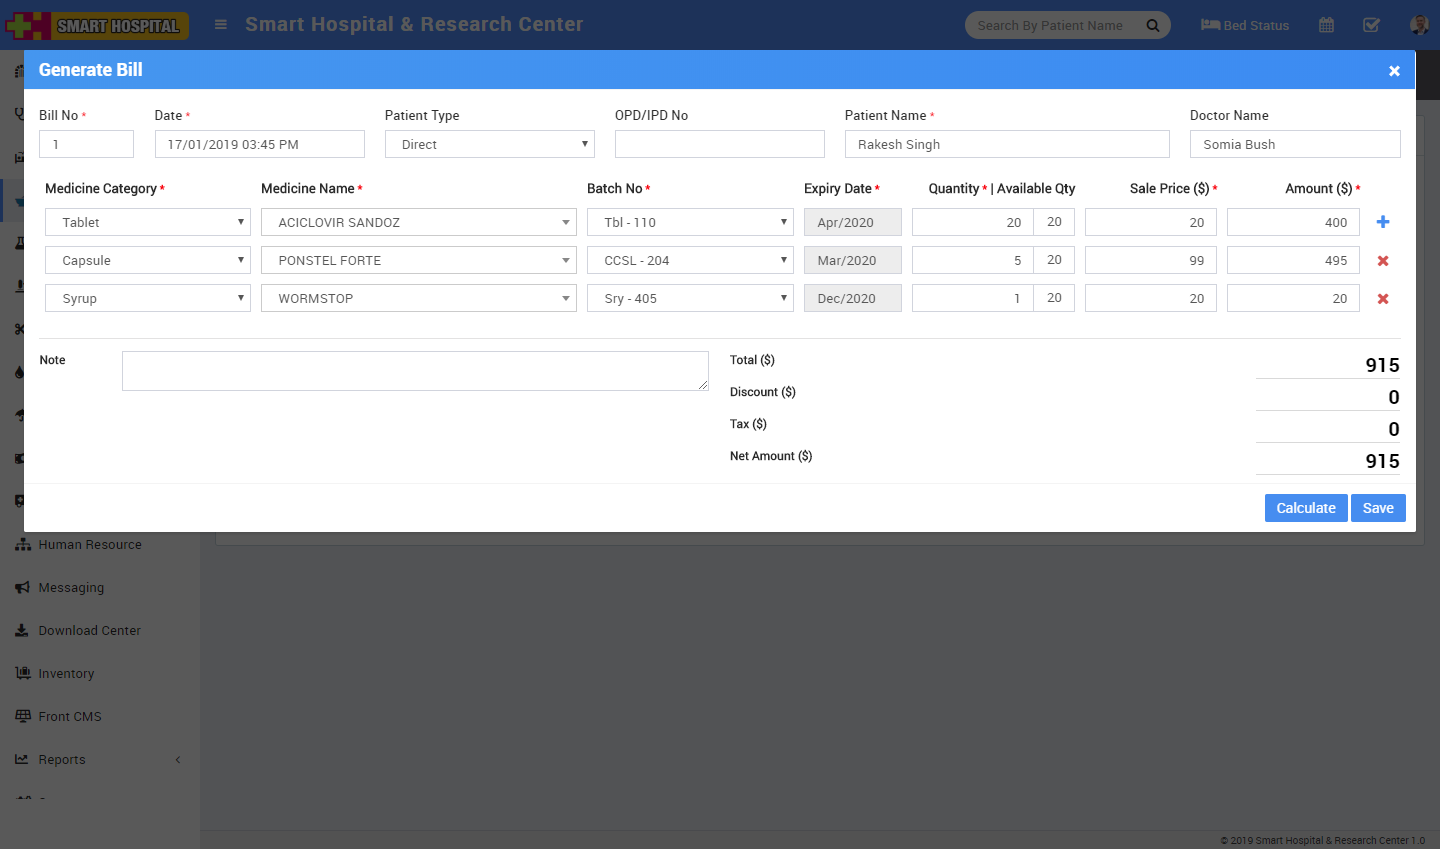 SMART HOSPITAL
Smart Hospital & Research Center
Search By Patient Name
Bed Status
Generate Bill ×
Bill No * Date * Patient Type OPD/IPD No Patient Name * Doctor Name
1 17/01/2019 03:45 PM Direct Rakesh Singh Somia Bush
Medicine Category * Medicine Name * Batch No * Expiry Date * Quantity * | Available Qty Sale Price ($) * Amount ($) *
Tablet ACICLOVIR SANDOZ Tbl - 110 Apr/2020 20 20 20 400
Capsule PONSTEL FORTE CCSL - 204 Mar/2020 5 20 99 495
Syrup WORMSTOP Sry - 405 Dec/2020 1 20 20 20
Note
Total ($) 915
Discount ($) 0
Tax ($) 0
Net Amount ($) 915
Calculate Save
Human Resource
Messaging
Download Center
Inventory
Front CMS
Reports
© 2019 Smart Hospital & Research Center 1.0